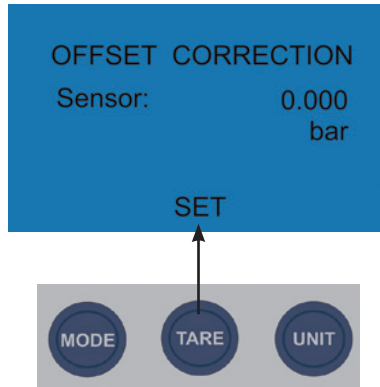 OFFSET CORRECTION
Sensor: 0.000
bar
SET
MODE TARE UNIT